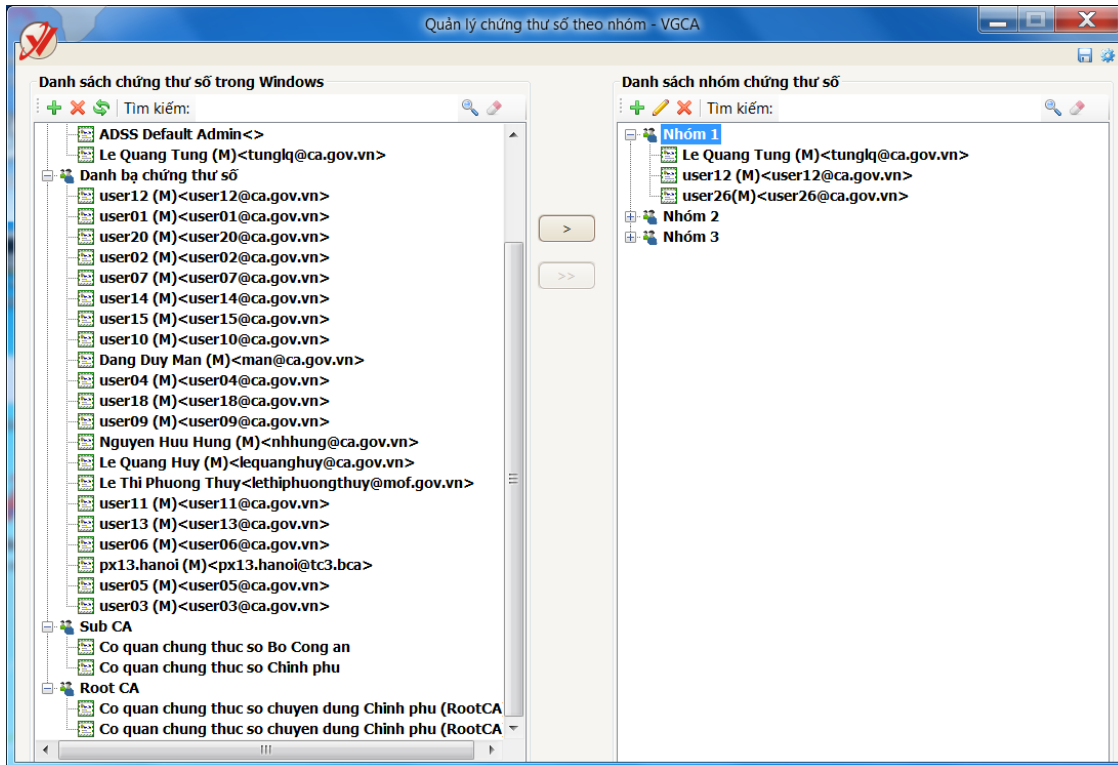 Quản lý chứng thư số theo nhóm - VGCA
Danh sách chứng thư số trong Windows
Tìm kiếm:
ADSS Default Admin<>
Le Quang Tung (M)<tunglq@ca.gov.vn>
Danh bạ chứng thư số
user12 (M)<user12@ca.gov.vn>
user01 (M)<user01@ca.gov.vn>
user20 (M)<user20@ca.gov.vn>
user02 (M)<user02@ca.gov.vn>
user07 (M)<user07@ca.gov.vn>
user14 (M)<user14@ca.gov.vn>
user15 (M)<user15@ca.gov.vn>
user10 (M)<user10@ca.gov.vn>
Dang Duy Man (M)<man@ca.gov.vn>
user04 (M)<user04@ca.gov.vn>
user18 (M)<user18@ca.gov.vn>
user09 (M)<user09@ca.gov.vn>
Nguyen Huu Hung (M)<nhhung@ca.gov.vn>
Le Quang Huy (M)<lequanghuy@ca.gov.vn>
Le Thi Phuong Thuy<lethiphuongthuy@mof.gov.vn>
user11 (M)<user11@ca.gov.vn>
user13 (M)<user13@ca.gov.vn>
user06 (M)<user06@ca.gov.vn>
px13.hanoi (M)<px13.hanoi@tc3.bca>
user05 (M)<user05@ca.gov.vn>
user03 (M)<user03@ca.gov.vn>
Sub CA
Co quan chung thuc so Bo Cong an
Co quan chung thuc so Chinh phu
Root CA
Co quan chung thuc so chuyen dung Chinh phu (RootCA
Co quan chung thuc so chuyen dung Chinh phu (RootCA
>
>>
Danh sách nhóm chứng thư số
Tìm kiếm:
Nhóm 1
Le Quang Tung (M)<tunglq@ca.gov.vn>
user12 (M)<user12@ca.gov.vn>
user26(M)<user26@ca.gov.vn>
Nhóm 2
Nhóm 3